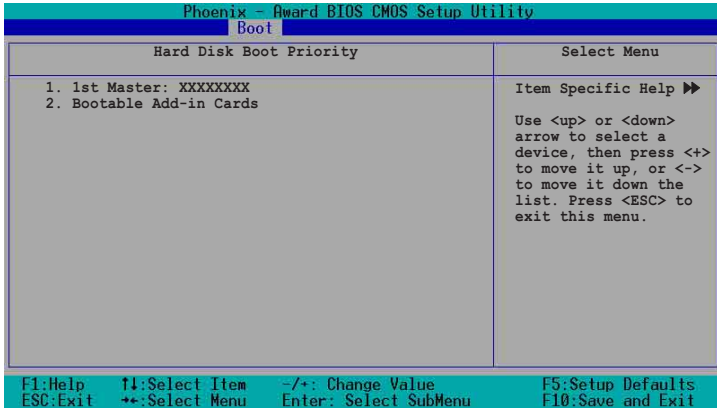 Phoenix - Award BIOS CMOS Setup Utility
Boot
Hard Disk Boot Priority
Select Menu
1. 1st Master: XXXXXXXX
2. Bootable Add-in Cards
Item Specific Help ▶▶
Use <up> or <down>
arrow to select a
device, then press <+>
to move it up, or <->
to move it down the
list. Press <ESC> to
exit this menu.
F1:Help ↑↓:Select Item -/+: Change Value F5:Setup Defaults
ESC:Exit →←:Select Menu Enter: Select SubMenu F10:Save and Exit